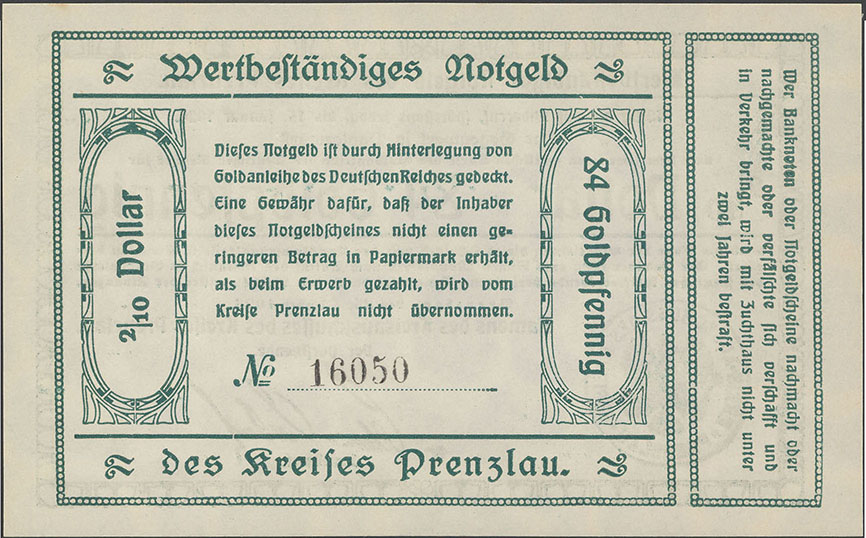 Wertbeständiges Notgeld
2/10 Dollar
Dieſes Notgeld iſt durch Hinterlegung von
Goldanleihe des Deutſchen Reiches gedeckt.
Eine Gewähr dafür, daß der Inhaber
dieſes Notgeldſcheines nicht einen ge-
ringeren Betrag in Papiermark erhält,
als beim Erwerb gezahlt, wird vom
Kreiſe Prenzlau nicht übernommen.
No 16050
84 Goldpfennig
des Kreiſes Prenzlau.
Wer Banknoten oder Notgeldſcheine nachmacht oder
nachgemachte oder verfälſchte ſich verſchafft und
in Verkehr bringt, wird mit Zuchthaus nicht unter
zwei Jahren beſtraft.